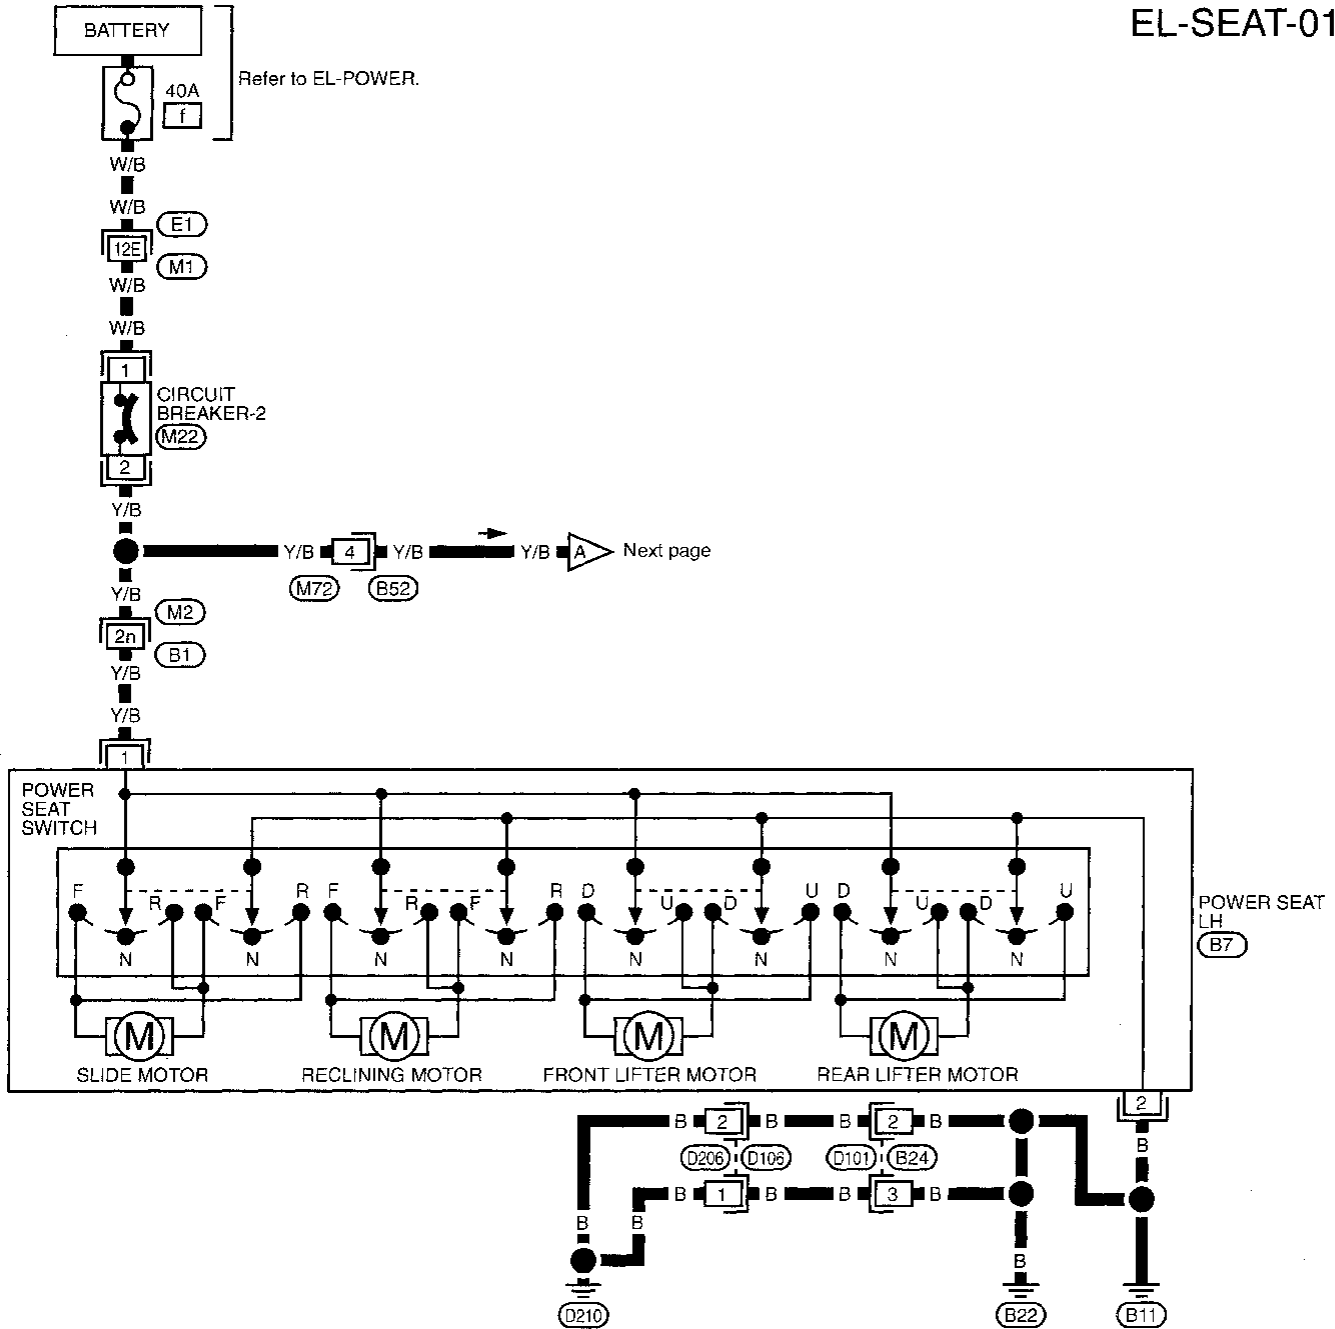 EL-SEAT-01
BATTERY
Refer to EL-POWER.
40A
f
W/B
W/B
E1
12E
M1
W/B
W/B
1
CIRCUIT
BREAKER-2
M22
2
Y/B
Y/B 4 Y/B Y/B A Next page
M72 B52
Y/B
M2
2n
B1
Y/B
Y/B
1
POWER
SEAT
SWITCH
F R F R F R F R D U D U D U D U
N N N N N N N N
POWER SEAT
LH
B7
M M M M
SLIDE MOTOR RECLINING MOTOR FRONT LIFTER MOTOR REAR LIFTER MOTOR
2
B 2 B B 2 B
B
D206 D106 D101 B24
B 1 B B 3 B
B B
B
D210 B22 B11